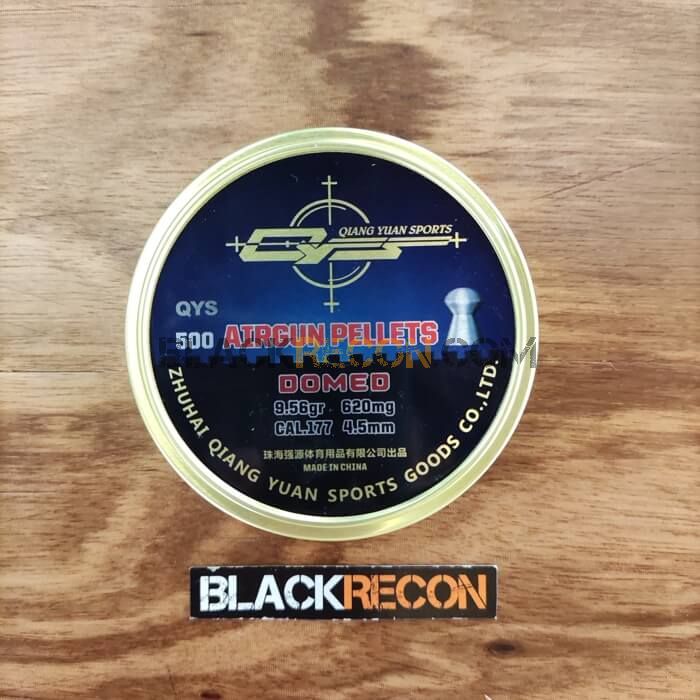 QIANG YUAN SPORTS
QYS
QYS
500 AIRGUN PELLETS
BLACKRECON.COM
DOMED
9.56gr 620mg
CAL.177 4.5mm
珠海强源体育用品有限公司出品
MADE IN CHINA
ZHUHAI QIANG YUAN SPORTS GOODS CO.,LTD.
BLACKRECON